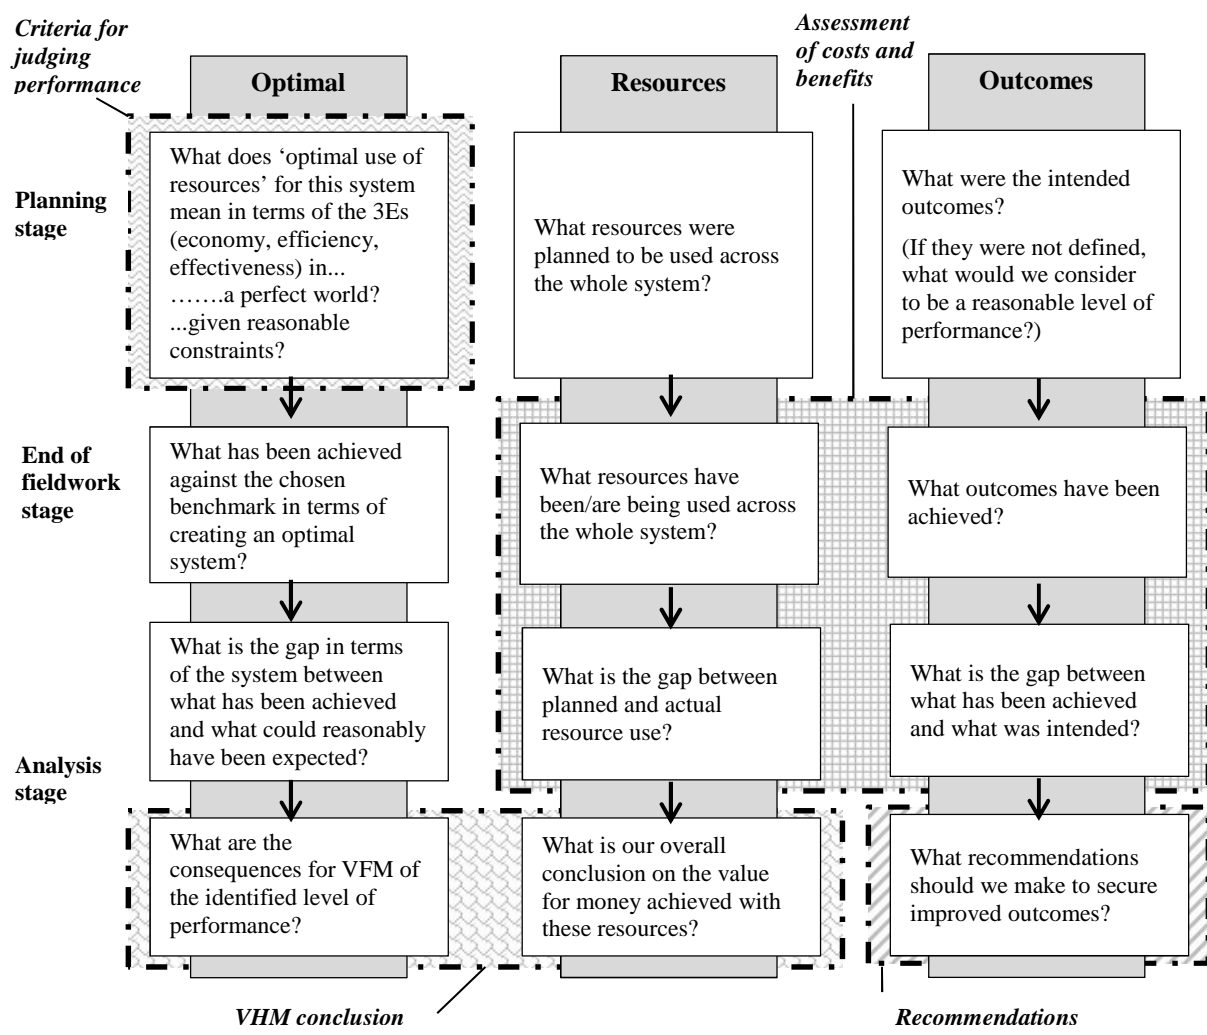 Criteria for
judging
performance
Assessment
of costs and
benefits
Optimal
Resources
Outcomes
Planning
stage
What does ‘optimal use of
resources’ for this system
mean in terms of the 3Es
(economy, efficiency,
effectiveness) in...
…….a perfect world?
...given reasonable
constraints?
What resources were
planned to be used across
the whole system?
What were the intended
outcomes?
(If they were not defined,
what would we consider
to be a reasonable level of
performance?)
End of
fieldwork
stage
What has been achieved
against the chosen
benchmark in terms of
creating an optimal
system?
What resources have
been/are being used across
the whole system?
What outcomes have been
achieved?
What is the gap in terms
of the system between
what has been achieved
and what could reasonably
have been expected?
What is the gap between
planned and actual
resource use?
What is the gap between
what has been achieved
and what was intended?
Analysis
stage
What are the
consequences for VFM of
the identified level of
performance?
What is our overall
conclusion on the value
for money achieved with
these resources?
What recommendations
should we make to secure
improved outcomes?
VHM conclusion
Recommendations